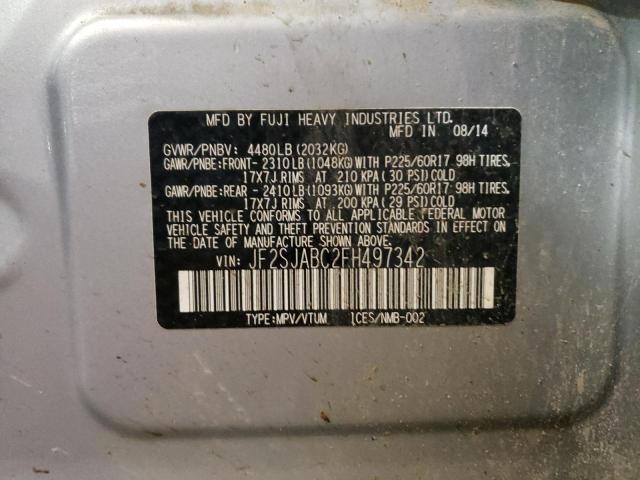 MFD BY FUJI HEAVY INDUSTRIES LTD.
MFD IN 08/14
GVWR/PNBV: 4480LB(2032KG)
GAWR/PNBE:FRONT-2310LB(1048KG)WITH P225/60R17 98H TIRES,
17X7J RIMS AT 210 KPA(30 PSI)COLD
GAWR/PNBE:REAR -2410LB(1093KG)WITH P225/60R17 98H TIRES,
17X7J RIMS AT 200 KPA(29 PSI)COLD
THIS VEHICLE CONFORMS TO ALL APPLICABLE FEDERAL MOTOR
VEHICLE SAFETY AND THEFT PREVENTION STANDARDS IN EFFECT
ON THE DATE OF MANUFACTURE SHOWN ABOVE.
VIN: JF2SJABC2FH497342
TYPE:MPV/VTUM 1CES/NMB-002